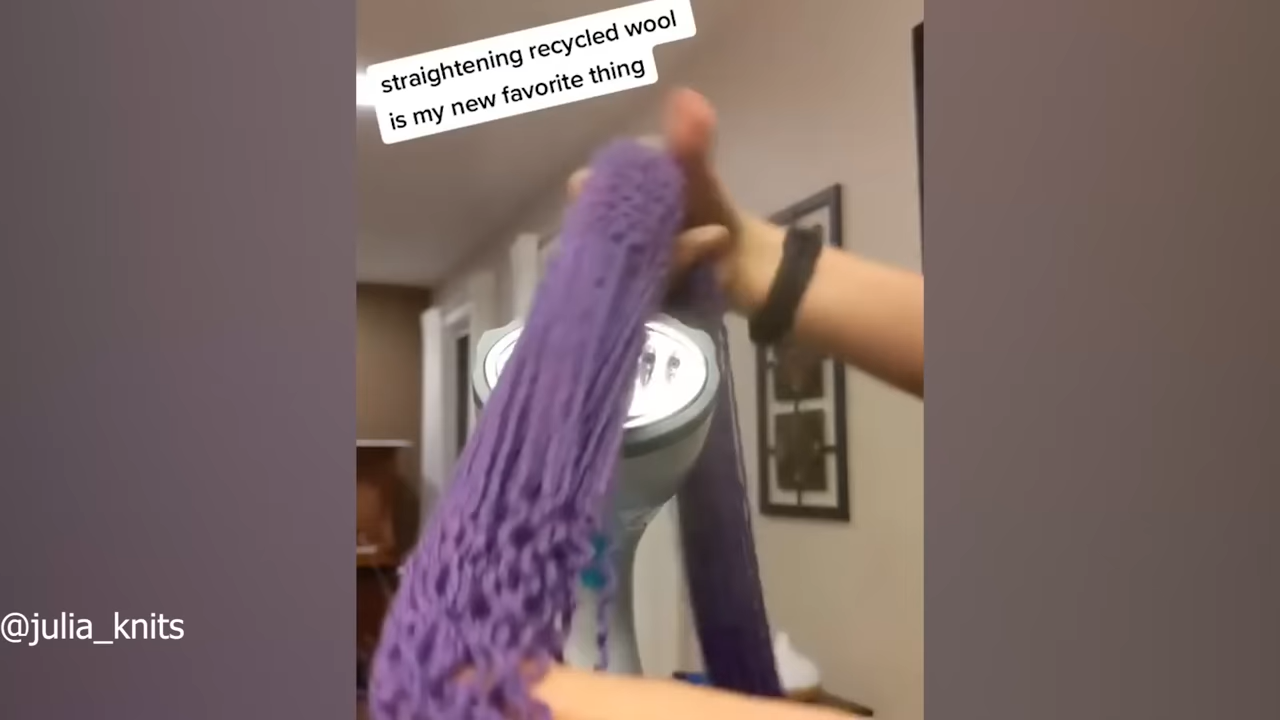 straightening recycled wool
is my new favorite thing
@julia_knits